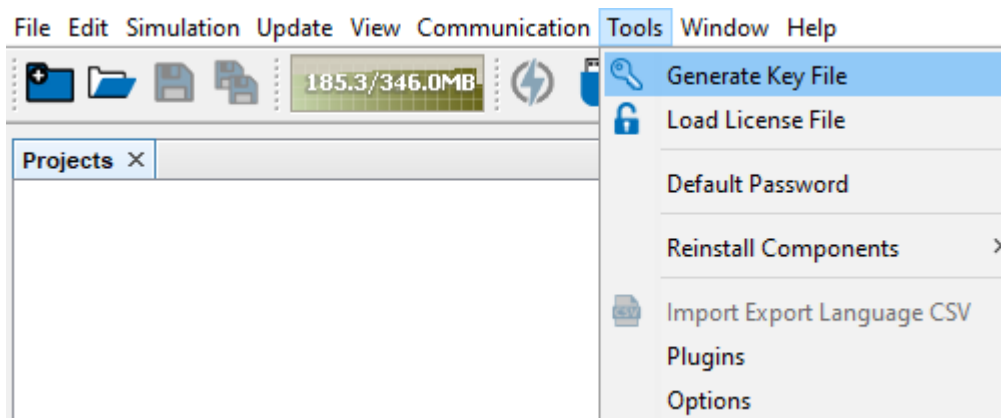 File Edit Simulation Update View Communication Tools Window Help
185.3/346.0MB
Generate Key File
Load License File
Projects
Default Password
Reinstall Components
CSV
Import Export Language CSV
Plugins
Options